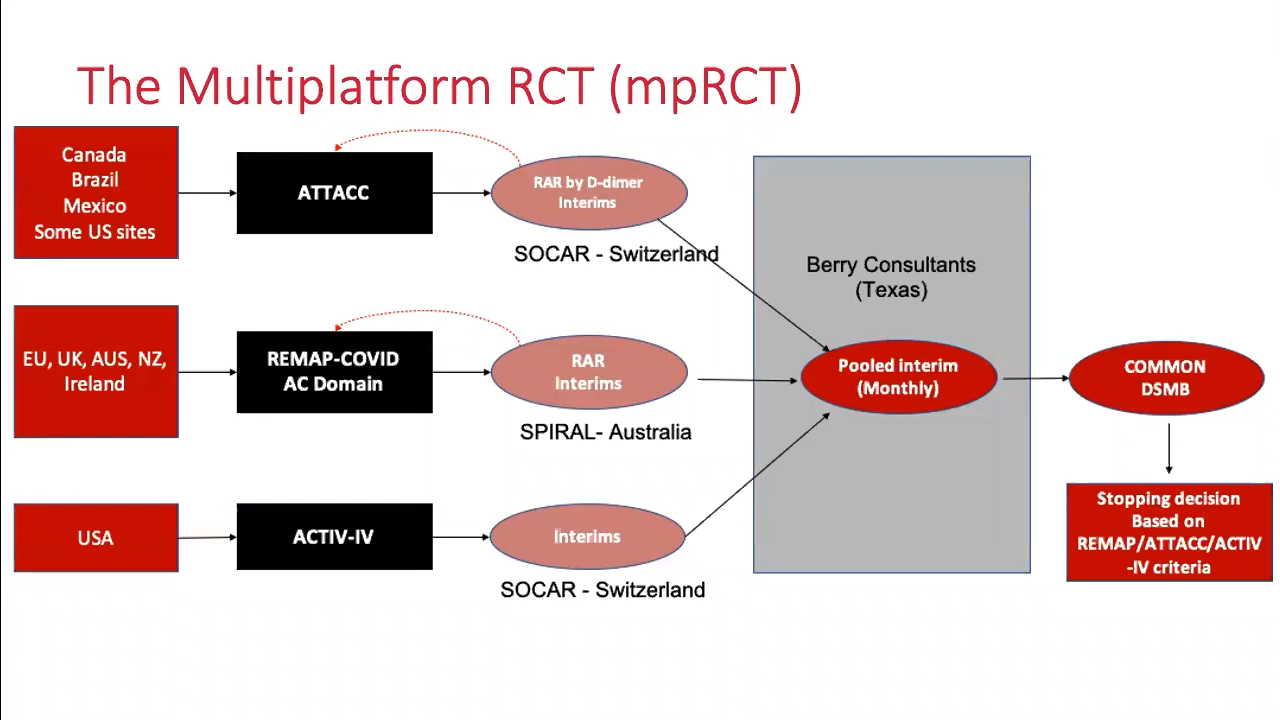 The Multiplatform RCT (mpRCT)
Canada
Brazil
Mexico
Some US sites
ATTACC
RAR by D-dimer
Interims
SOCAR - Switzerland
EU, UK, AUS, NZ,
Ireland
REMAP-COVID
AC Domain
RAR
Interims
SPIRAL- Australia
USA
ACTIV-IV
Interims
SOCAR - Switzerland
Berry Consultants
(Texas)
Pooled interim
(Monthly)
COMMON
DSMB
Stopping decision
Based on
REMAP/ATTACC/ACTIV
-IV criteria